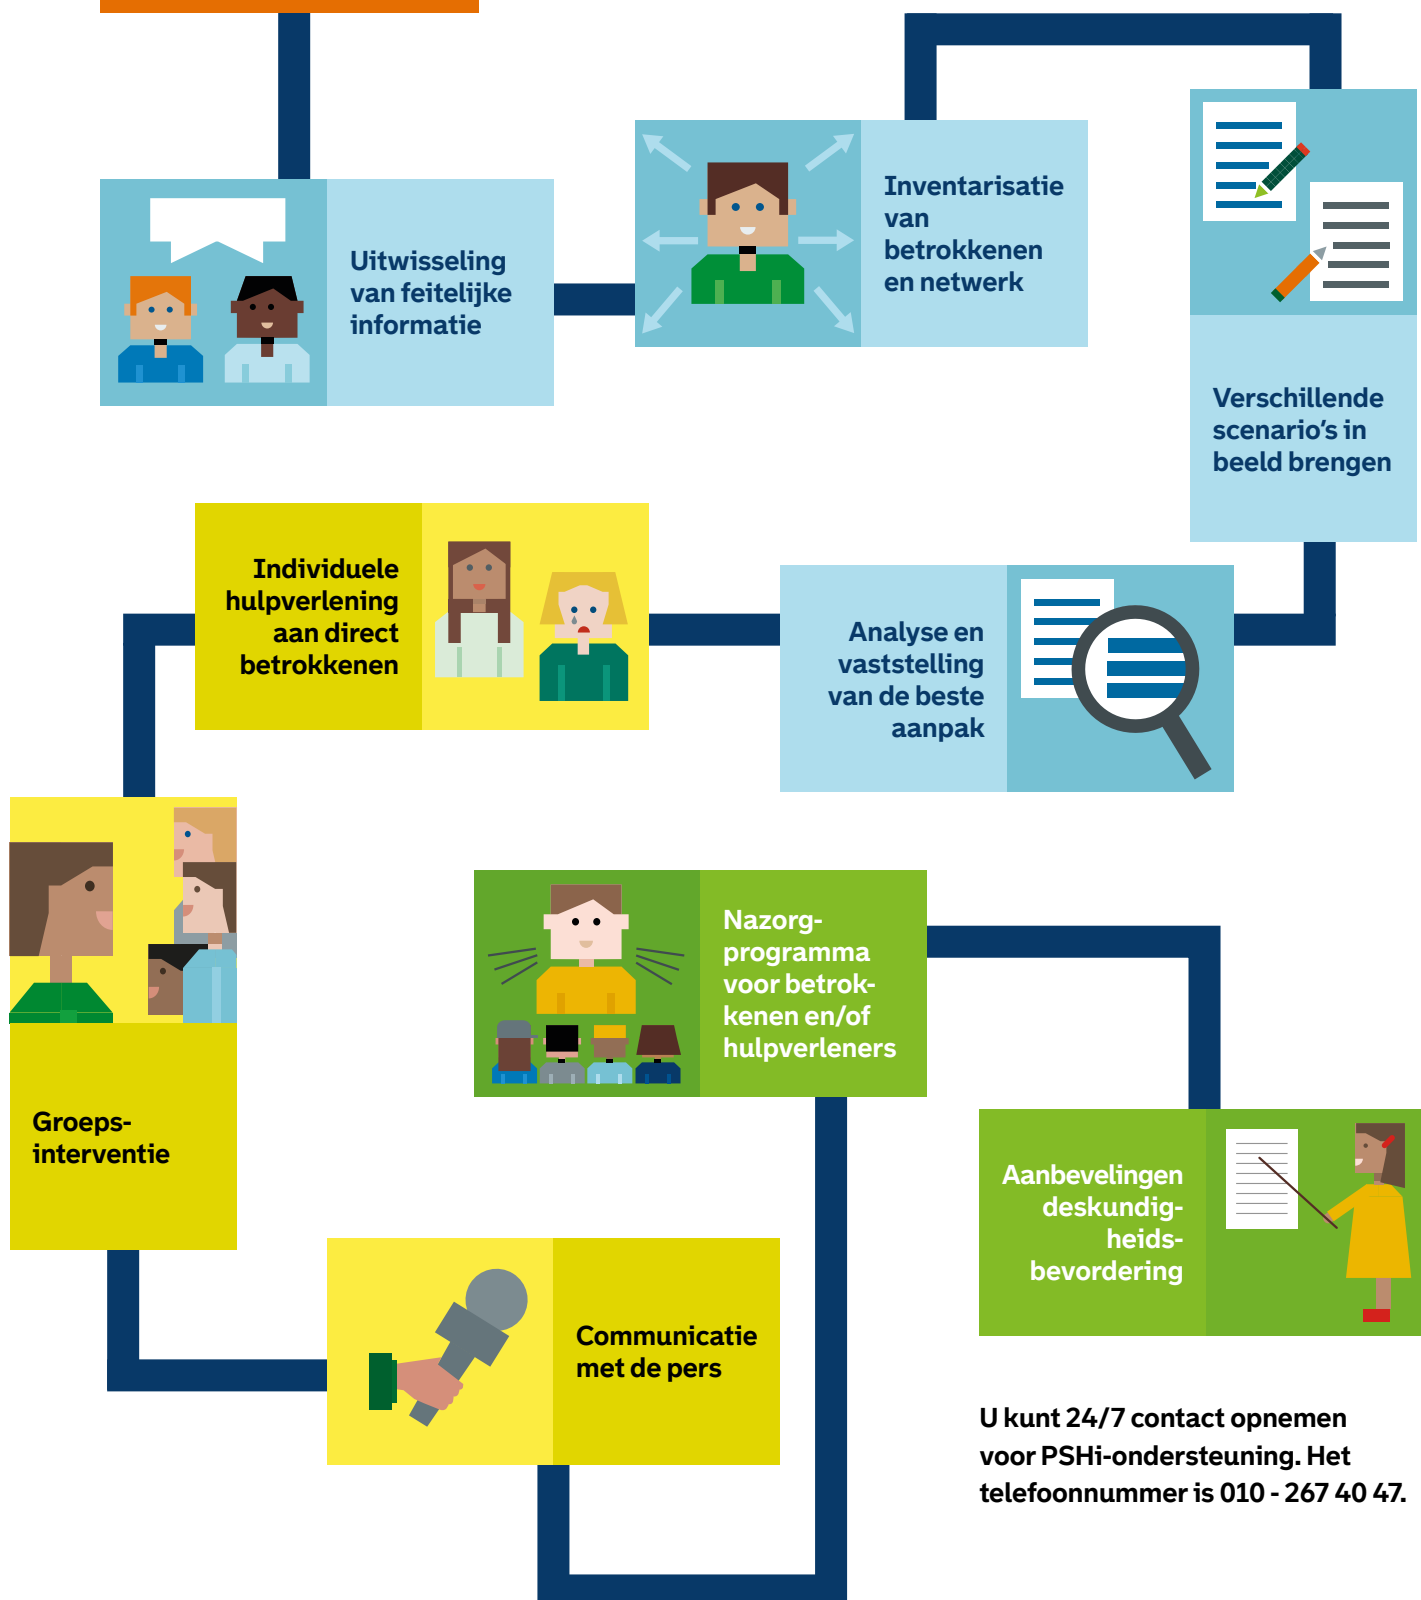 Uitwisseling
van feitelijke
informatie
Inventarisatie
van
betrokkenen
en netwerk
Verschillende
scenario's in
beeld brengen
Analyse en
vaststelling
van de beste
aanpak
Individuele
hulpverlening
aan direct
betrokkenen
Groeps-
interventie
Communicatie
met de pers
Nazorg-
programma
voor betrok-
kenen en/of
hulpverleners
Aanbevelingen
deskundig-
heids-
bevordering
U kunt 24/7 contact opnemen
voor PSHi-ondersteuning. Het
telefoonnummer is 010 - 267 40 47.